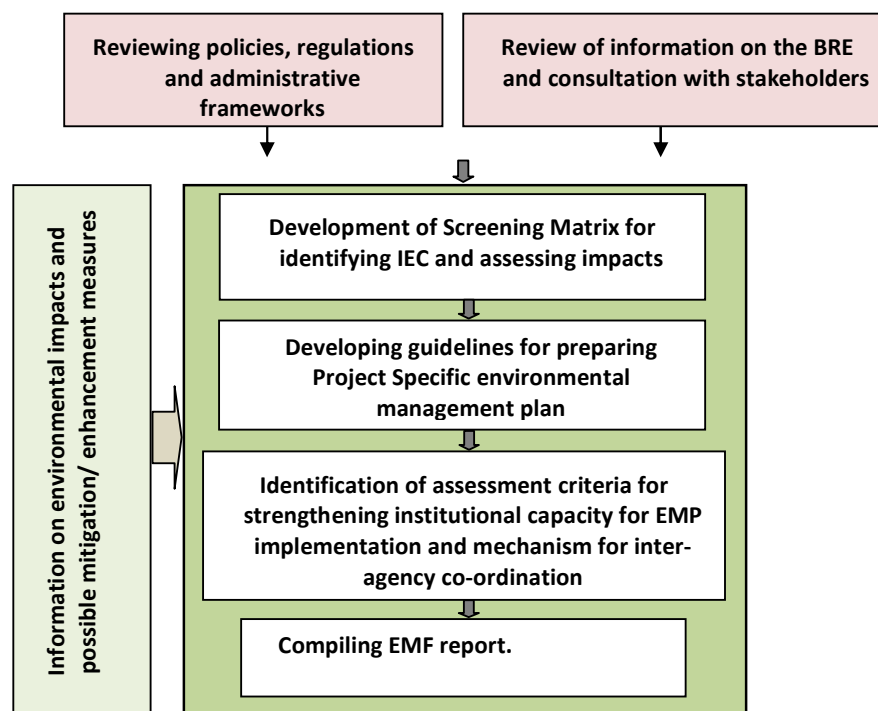 Reviewing policies, regulations
and administrative
frameworks
Review of information on the BRE
and consultation with stakeholders
Information on environmental impacts and
possible mitigation/ enhancement measures
Development of Screening Matrix for
identifying IEC and assessing impacts
Developing guidelines for preparing
Project Specific environmental
management plan
Identification of assessment criteria for
strengthening institutional capacity for EMP
implementation and mechanism for inter-
agency co-ordination
Compiling EMF report.